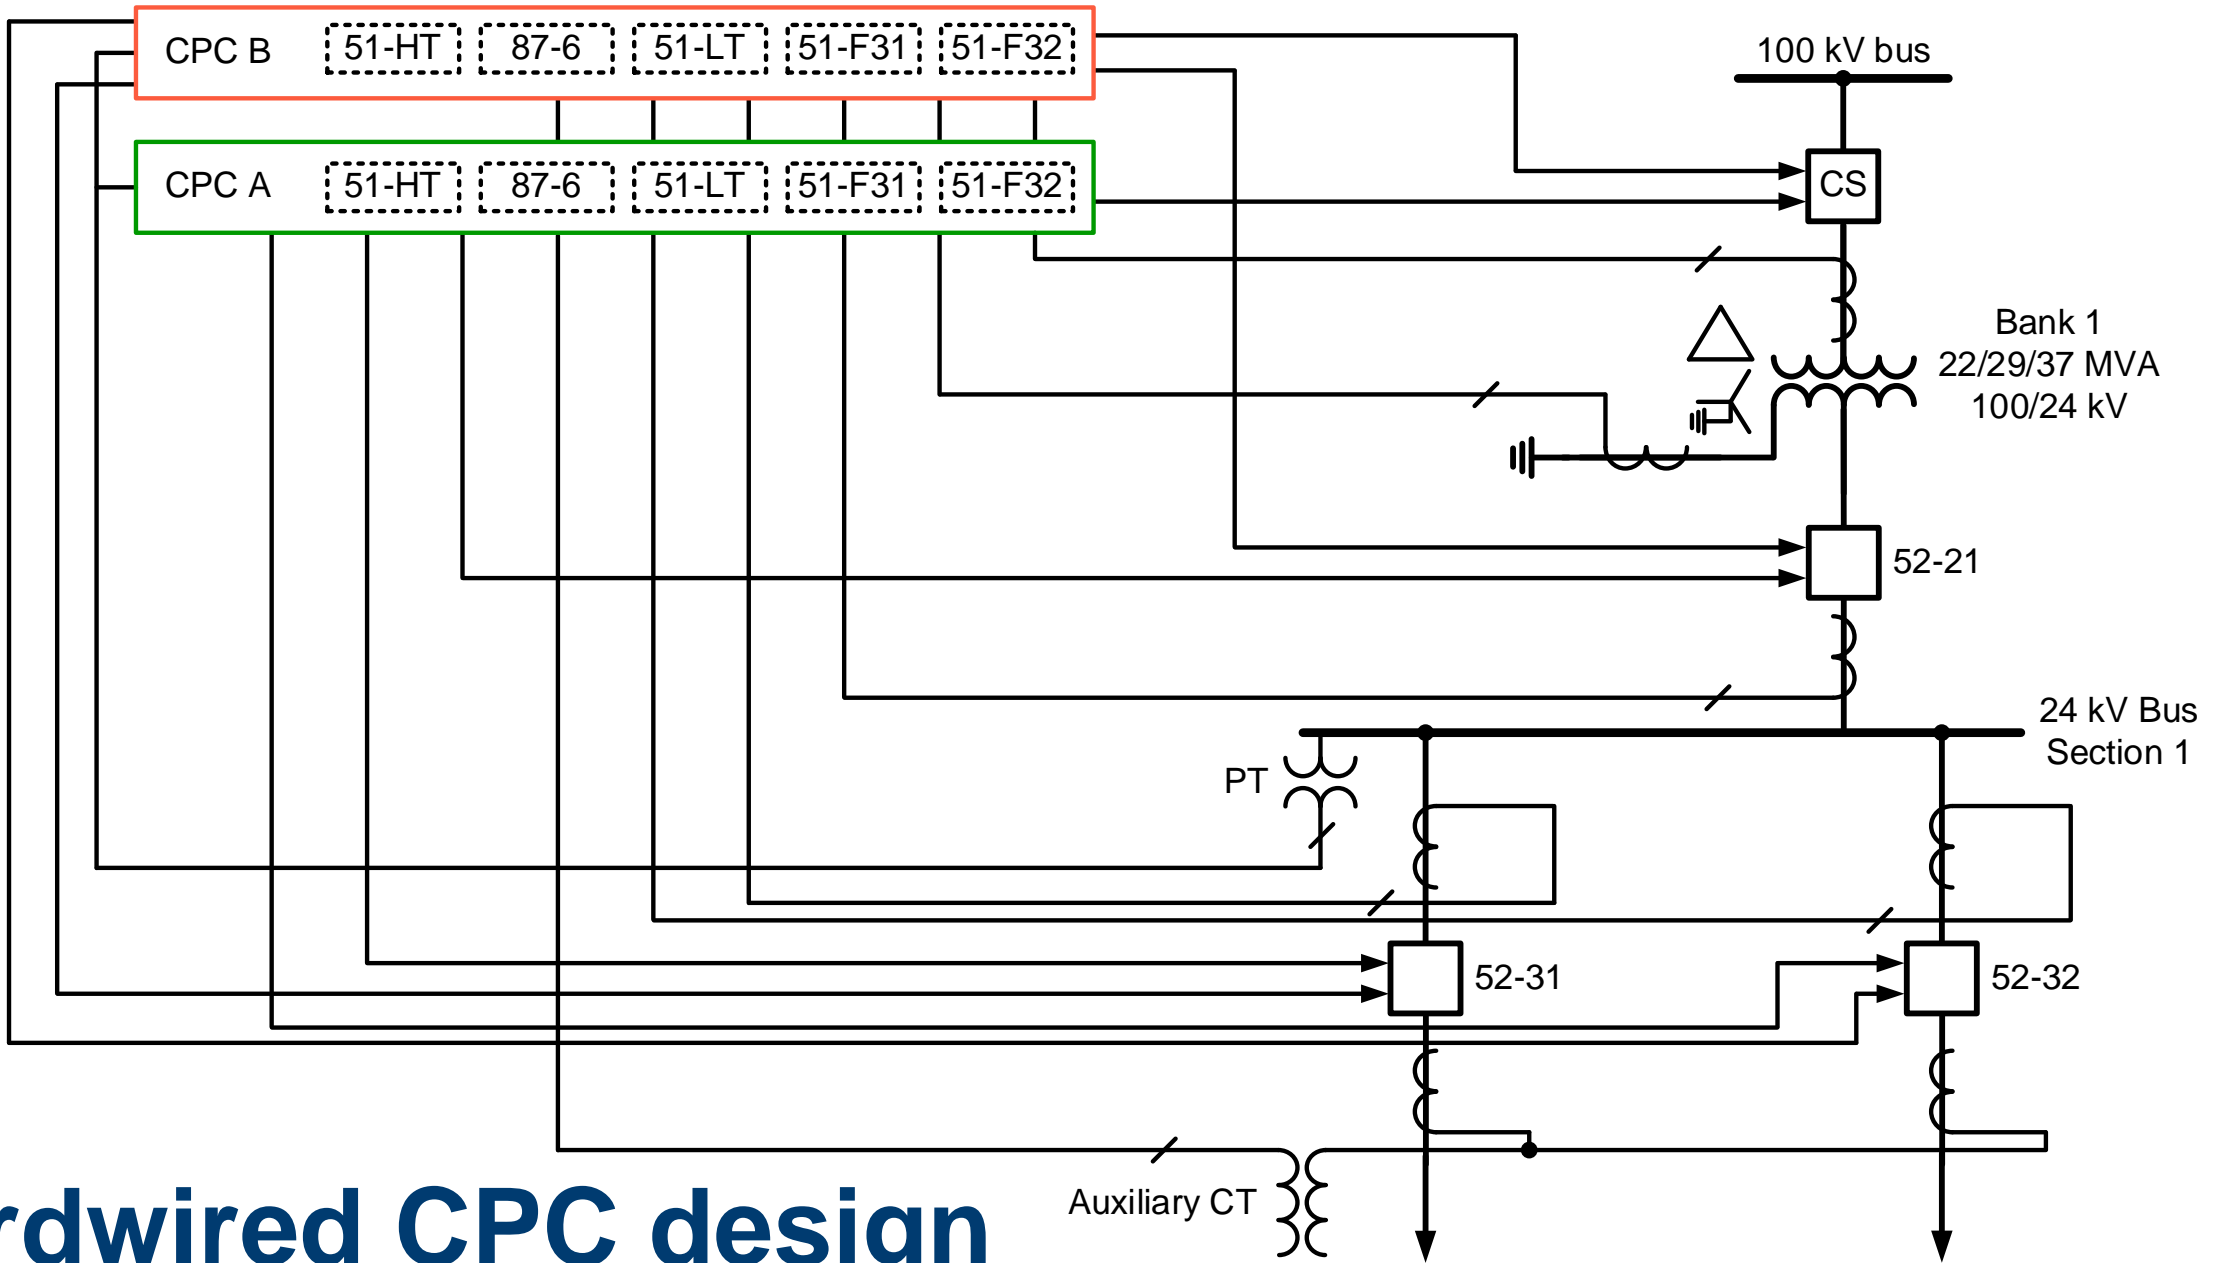 CPC B 51-HT 87-6 51-LT 51-F31 51-F32
100 kV bus
CPC A 51-HT 87-6 51-LT 51-F31 51-F32
CS
Bank 1
22/29/37 MVA
100/24 kV
52-21
24 kV Bus
Section 1
PT
52-31
52-32
Auxiliary CT
rdwired CPC design